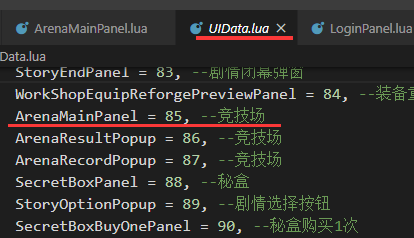 ArenaMainPanel.lua UIData.lua × LoginPanel.lua
Data.lua
StoryEndPanel = 83, --剧情闭幕弹窗
WorkShopEquipReforgePreviewPanel = 84, --装备
ArenaMainPanel = 85, --竞技场
ArenaResultPopup = 86, --竞技场
ArenaRecordPopup = 87, --竞技场
SecretBoxPanel = 88, --秘盒
StoryOptionPopup = 89, --剧情选择按钮
SecretBoxBuyOnePanel = 90, --秘盒购买1次